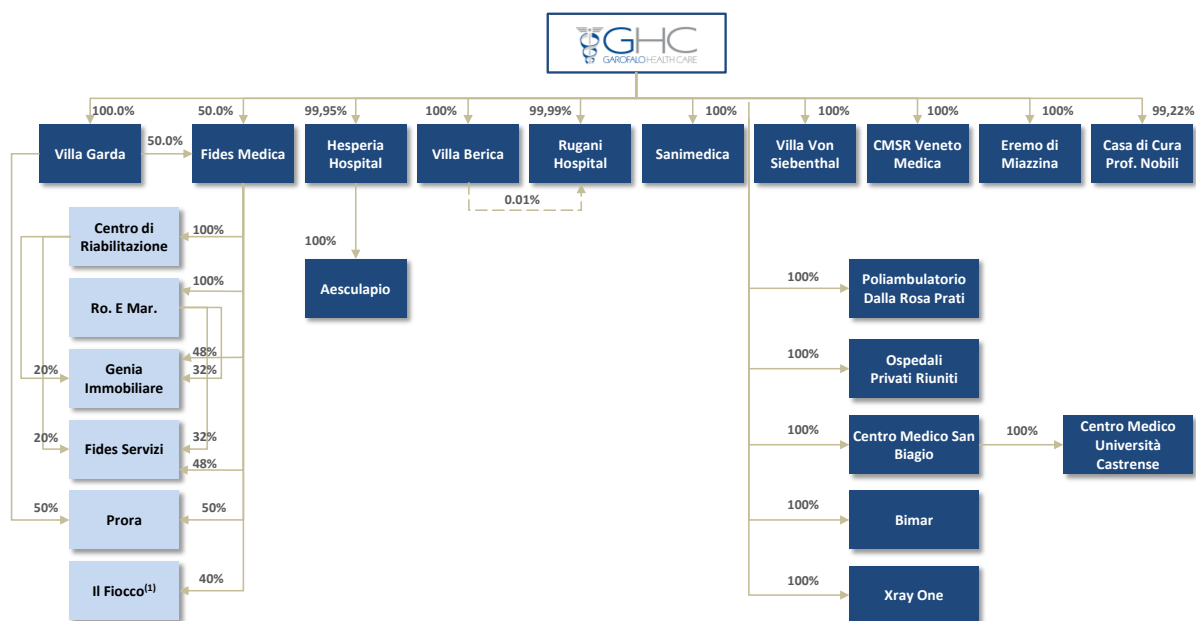 GHC
GAROFALO HEALTH CARE
100.0%
50.0%
99,95%
100%
99,99%
100%
100%
100%
100%
99,22%
Villa Garda
50.0%
Fides Medica
Hesperia
Hospital
Villa Berica
Rugani
Hospital
Sanimedica
Villa Von
Siebenthal
CMSR Veneto
Medica
Eremo di
Miazzina
Casa di Cura
Prof. Nobili
0.01%
Centro di
Riabilitazione
100%
100%
Aesculapio
100%
Poliambulatorio
Dalla Rosa Prati
100%
Ro. E Mar.
48%
20%
Genia
Immobiliare
32%
100%
Ospedali
Privati Riuniti
20%
Fides Servizi
32%
48%
100%
Centro Medico San
Biagio
100%
Centro Medico
Università
Castrense
50%
Prora
50%
100%
Bimar
Il Fiocco(1)
40%
100%
Xray One